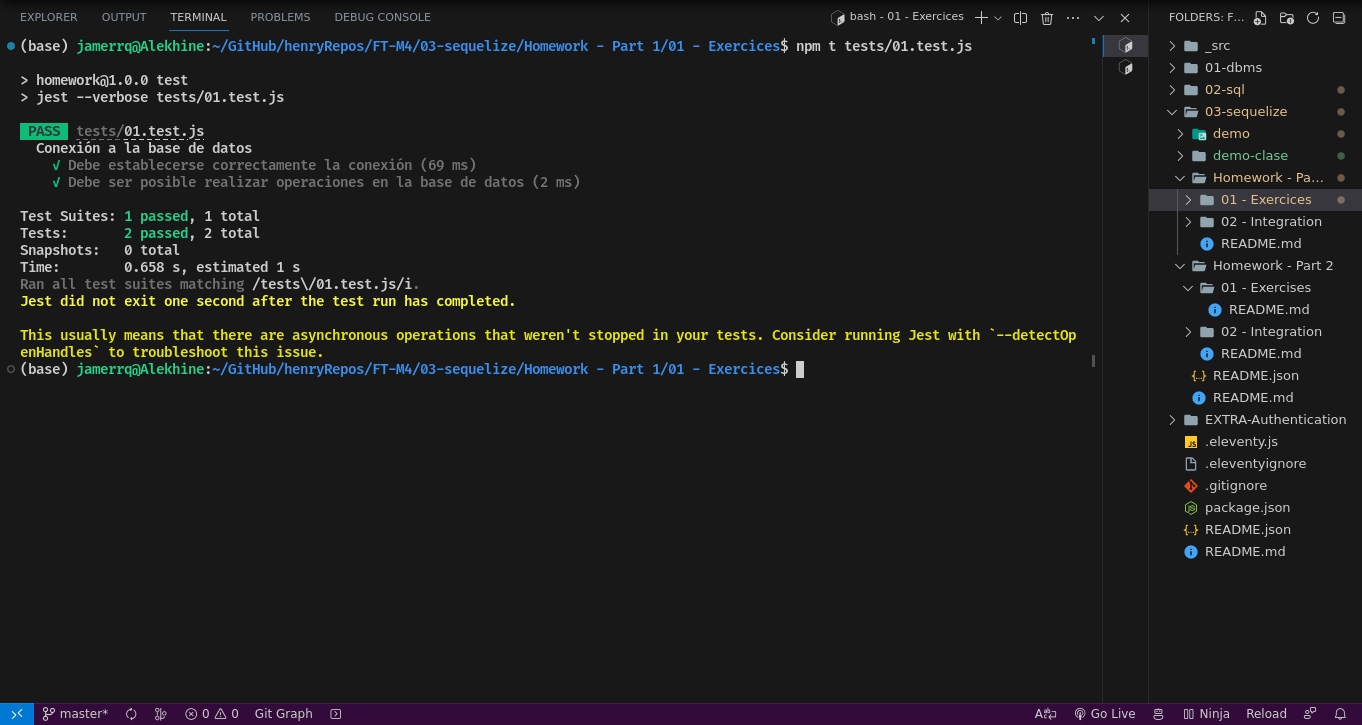 EXPLORER OUTPUT TERMINAL PROBLEMS DEBUG CONSOLE bash - 01 - Exercices
(base) jamerrq@Alekhine:~/GitHub/henryRepos/FT-M4/03-sequelize/Homework - Part 1/01 - Exercices$ npm t tests/01.test.js
> homework@1.0.0 test
> jest --verbose tests/01.test.js
PASS tests/01.test.js
Conexión a la base de datos
√ Debe establecerse correctamente la conexión (69 ms)
√ Debe ser posible realizar operaciones en la base de datos (2 ms)
Test Suites: 1 passed, 1 total
Tests: 2 passed, 2 total
Snapshots: 0 total
Time: 0.658 s, estimated 1 s
Ran all test suites matching /tests\/01.test.js/i.
Jest did not exit one second after the test run has completed.
This usually means that there are asynchronous operations that weren't stopped in your tests. Consider running Jest with `--detectOp
enHandles` to troubleshoot this issue.
(base) jamerrq@Alekhine:~/GitHub/henryRepos/FT-M4/03-sequelize/Homework - Part 1/01 - Exercices$
FOLDERS: F...
_src
01-dbms
02-sql
03-sequelize
demo
demo-clase
Homework - Pa...
01 - Exercices
02 - Integration
README.md
Homework - Part 2
01 - Exercises
README.md
02 - Integration
README.md
README.json
README.md
EXTRA-Authentication
.eleventy.js
.eleventyignore
.gitignore
package.json
README.json
README.md
master* 0 0 Git Graph Go Live Ninja Reload